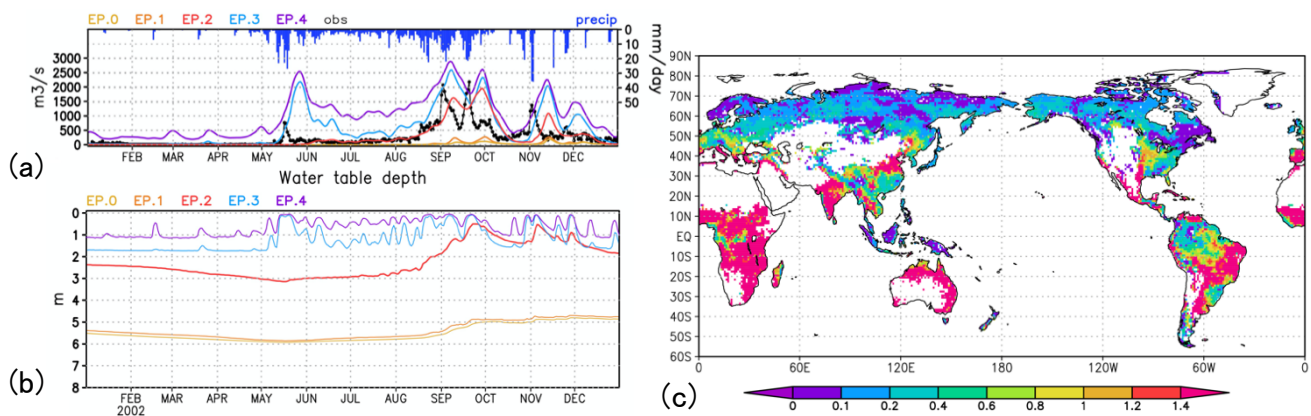 EP.0 EP.1 EP.2 EP.3 EP.4 obs precip
m3/s
3000
2500
2000
1500
1000
500
0
0
10
20
30
40
50
mm/day
FEB MAR APR MAY JUN JUL AUG SEP OCT NOV DEC
(a)
Water table depth
EP.0 EP.1 EP.2 EP.3 EP.4
m
0
1
2
3
4
5
6
7
8
FEB MAR APR MAY JUN JUL AUG SEP OCT NOV DEC
2002
(b)
90N
80N
70N
60N
50N
40N
30N
20N
10N
EQ
10S
20S
30S
40S
50S
60S
0 60E 120E 180 120W 60W 0
(c)
0 0.1 0.2 0.4 0.6 0.8 1 1.2 1.4